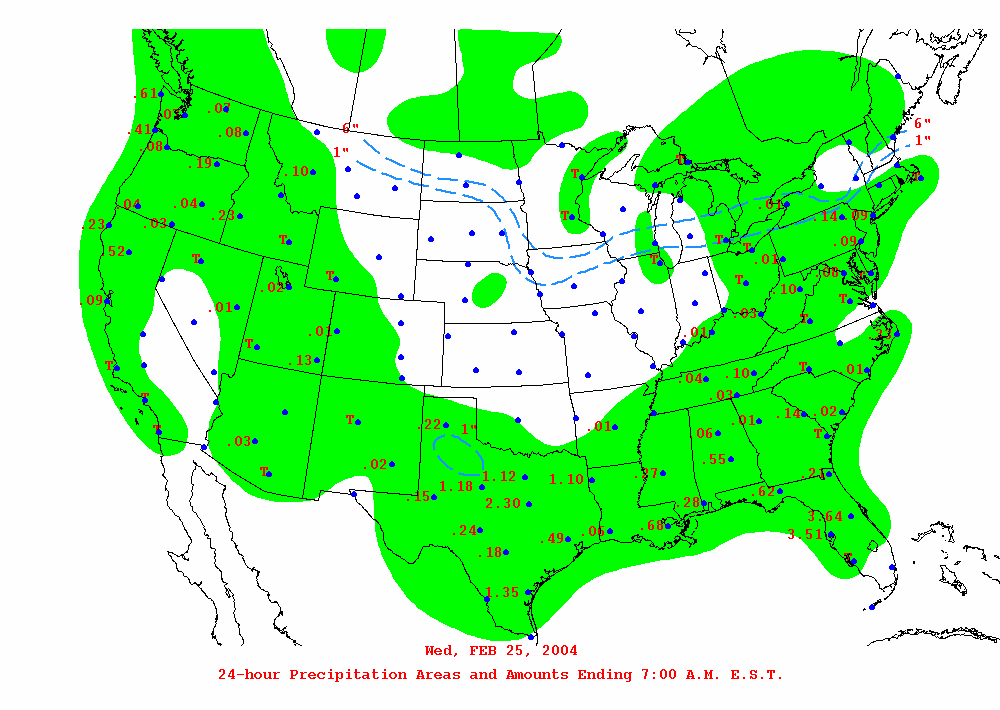 .61
.07
6"
6"
.41
.08
1"
.08
1"
.19
T
.10
T
T
.04
.04
.01
.03
.23
T
.14
.09
.23
T
T
.09
.52
T
T
T
.01
T
.08
T
.02
.10
.09
T
.01
.03
T
.01
.01
T
.13
T
T
.10
.01
.04
T
.03
.14
.02
.22
1"
.01
.01
T
T
.06
T
.03
.02
.55
T
1.12
1.10
.27
.2
1.18
.62
.15
2.30
.28
3.64
.24
.49
.06
.68
3.51
.18
T
1.35
Wed, FEB 25, 2004
24-hour Precipitation Areas and Amounts Ending 7:00 A.M. E.S.T.